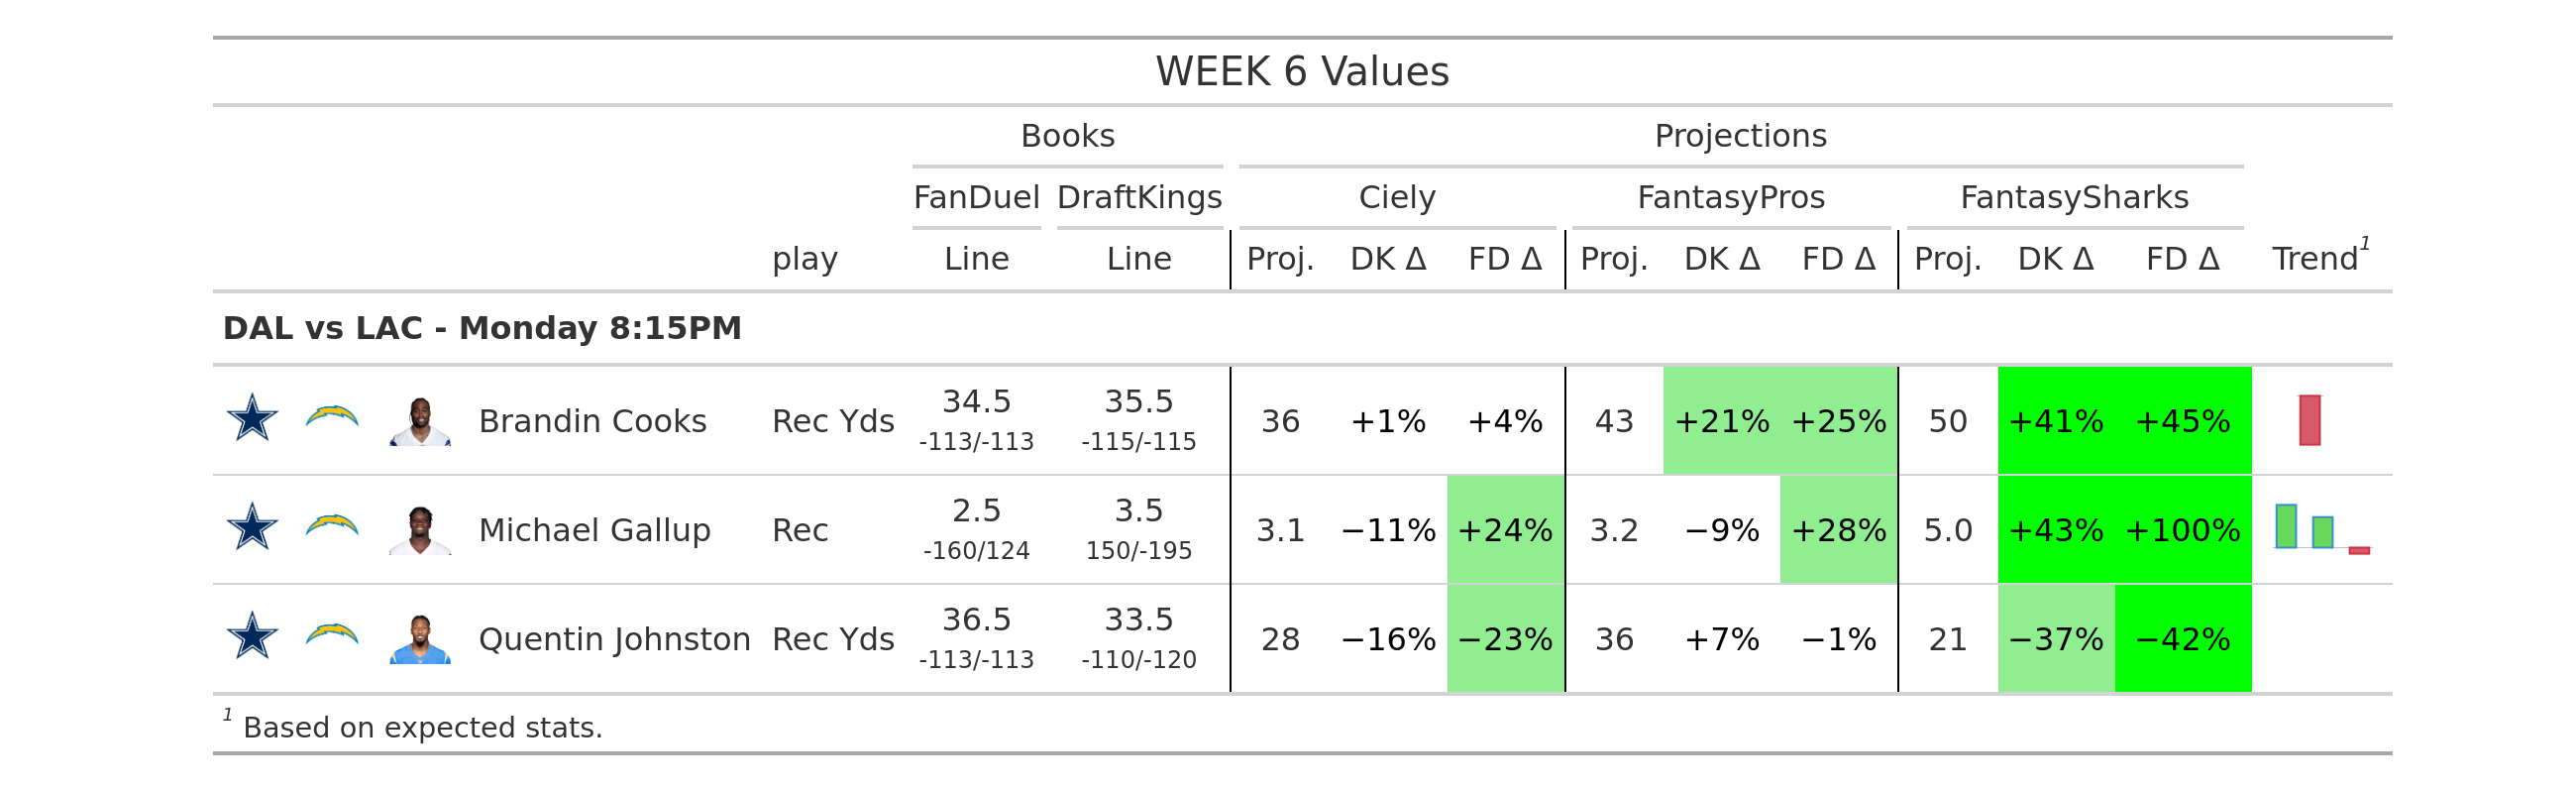 WEEK 6 Values
Books Projections
FanDuel DraftKings Ciely FantasyPros FantasySharks
play Line Line Proj. DK Δ FD Δ Proj. DK Δ FD Δ Proj. DK Δ FD Δ Trend1
DAL vs LAC - Monday 8:15PM
Brandin Cooks Rec Yds 34.5 35.5 36 +1% +4% 43 +21% +25% 50 +41% +45%
-113/-113 -115/-115
Michael Gallup Rec 2.5 3.5 3.1 −11% +24% 3.2 −9% +28% 5.0 +43% +100%
-160/124 150/-195
Quentin Johnston Rec Yds 36.5 33.5 28 −16% −23% 36 +7% −1% 21 −37% −42%
-113/-113 -110/-120
1 Based on expected stats.